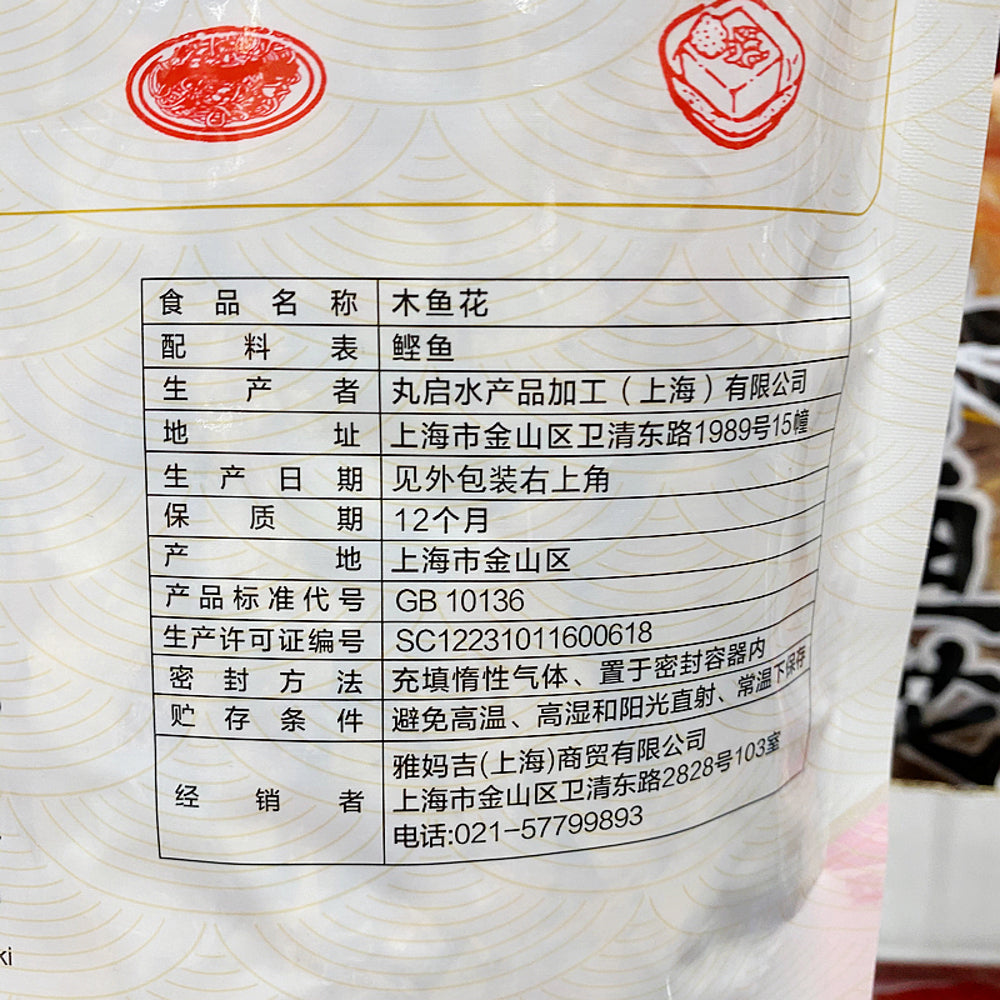 食品名称 木鱼花
配料表 鲣鱼
生产者 丸启水产品加工（上海）有限公司
地址 上海市金山区卫清东路1989号15幢
生产日期 见外包装右上角
保质期 12个月
产地 上海市金山区
产品标准代号 GB 10136
生产许可证编号 SC12231011600618
密封方法 充填惰性气体、置于密封容器内
贮存条件 避免高温、高湿和阳光直射、常温下保存
经销者 雅妈吉(上海)商贸有限公司
上海市金山区卫清东路2828号103室
电话:021-57799893
ki